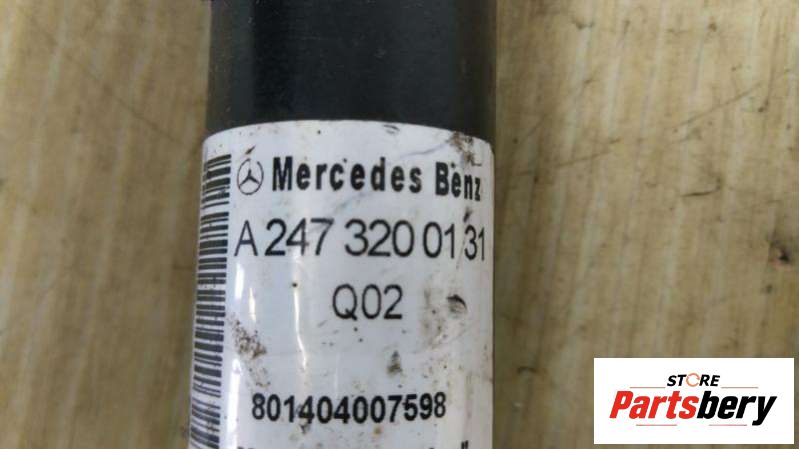 Mercedes Benz
A 247 320 01 31
Q02
801404007598
STORE
Partsbery